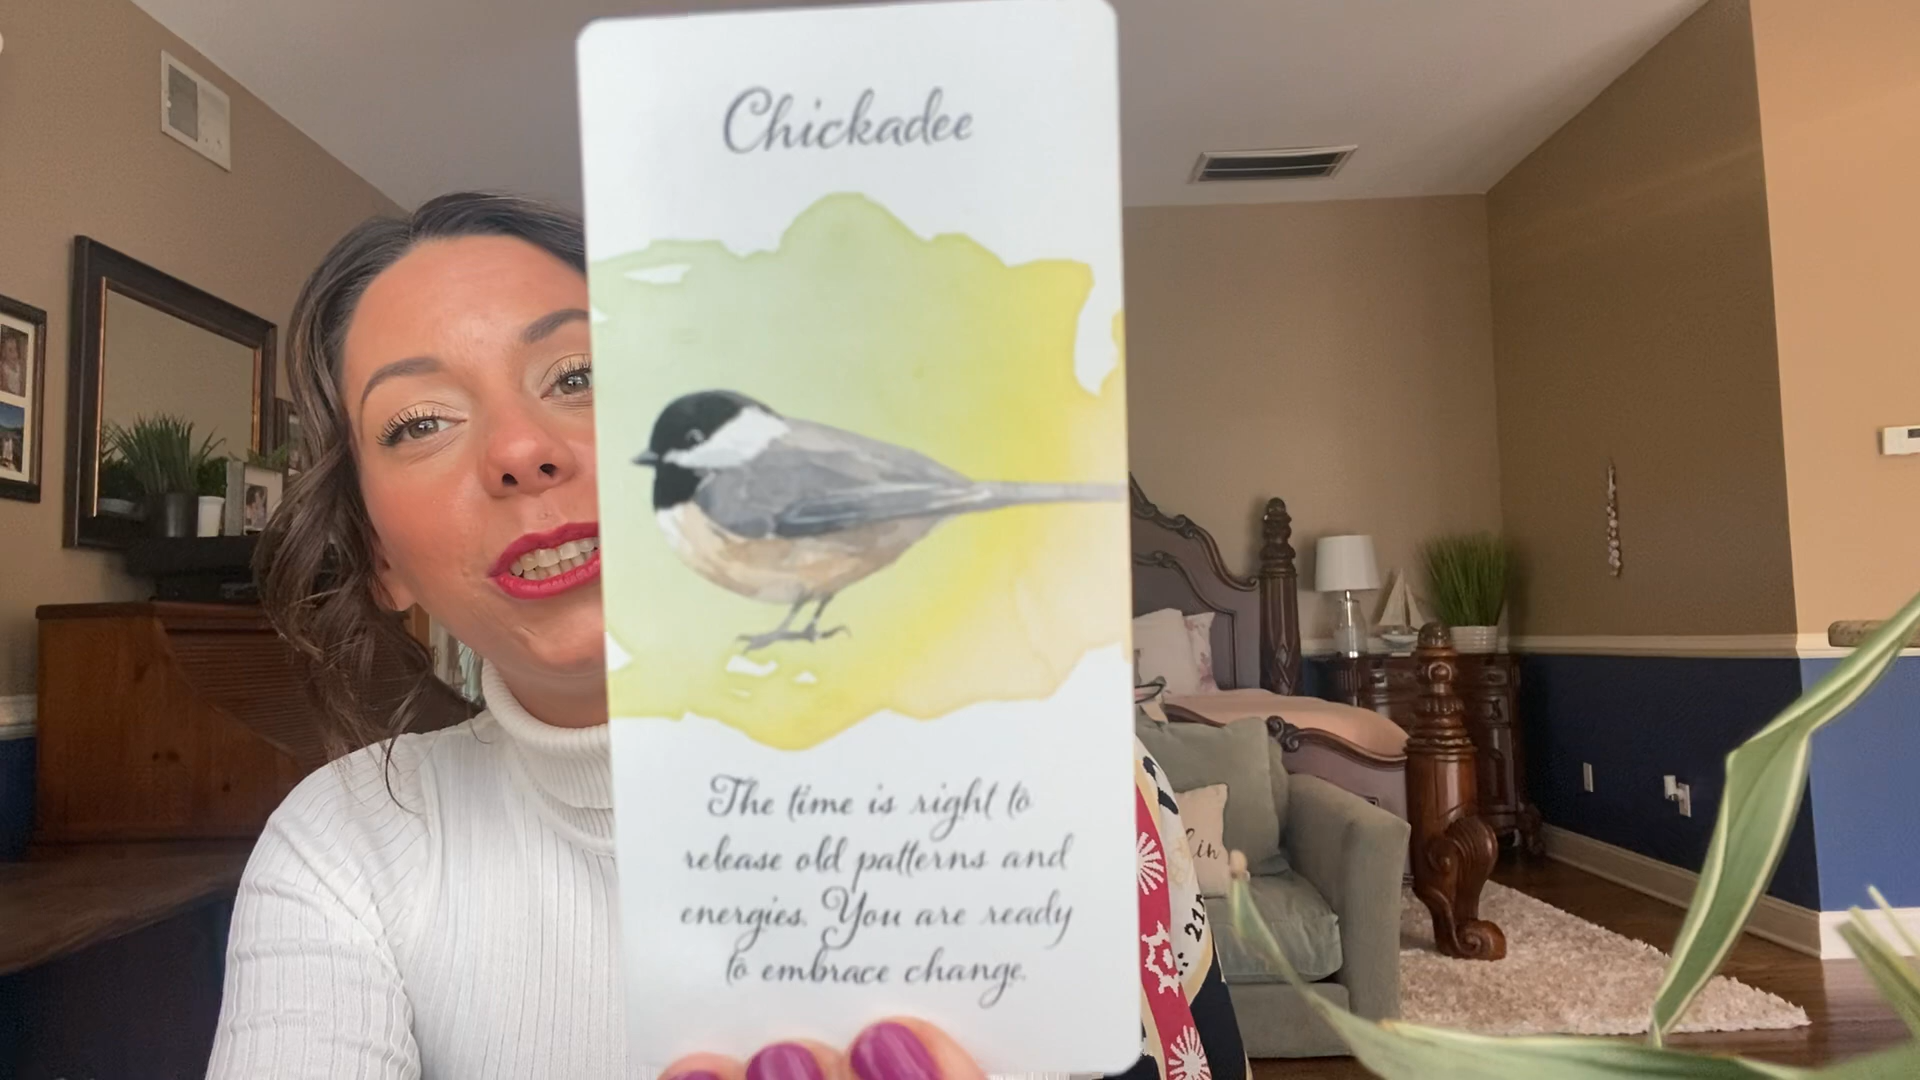 Chickadee
The time is right to
release old patterns and
energies. You are ready
to embrace change.